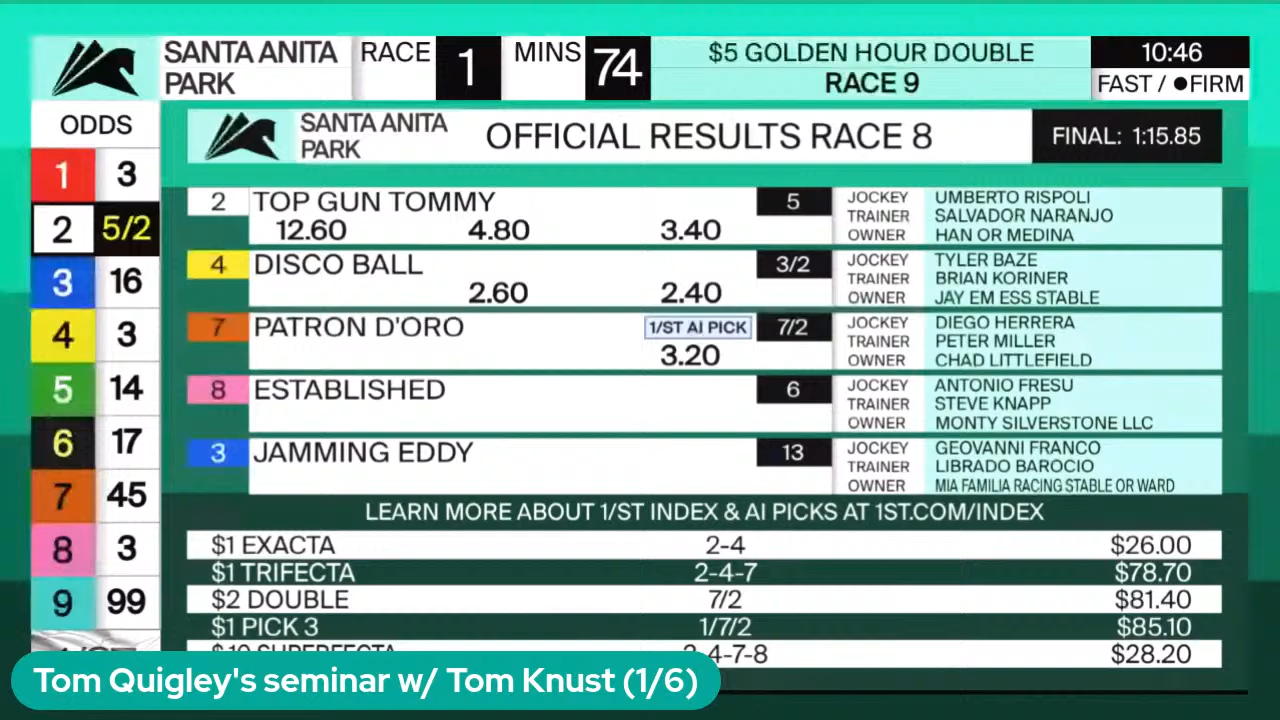 SANTA ANITA PARK RACE 1 MINS 74 $5 GOLDEN HOUR DOUBLE RACE 9 10:46 FAST / ●FIRM
ODDS
1 3
2 5/2
3 16
4 3
5 14
6 17
7 45
8 3
9 99
SANTA ANITA PARK OFFICIAL RESULTS RACE 8 FINAL: 1:15.85
2 TOP GUN TOMMY 5 JOCKEY UMBERTO RISPOLI
TRAINER SALVADOR NARANJO
12.60 4.80 3.40 OWNER HAN OR MEDINA
4 DISCO BALL 3/2 JOCKEY TYLER BAZE
TRAINER BRIAN KORINER
2.60 2.40 OWNER JAY EM ESS STABLE
7 PATRON D'ORO 1/ST AI PICK 7/2 JOCKEY DIEGO HERRERA
TRAINER PETER MILLER
3.20 OWNER CHAD LITTLEFIELD
8 ESTABLISHED 6 JOCKEY ANTONIO FRESU
TRAINER STEVE KNAPP
OWNER MONTY SILVERSTONE LLC
3 JAMMING EDDY 13 JOCKEY GEOVANNI FRANCO
TRAINER LIBRADO BAROCIO
OWNER MIA FAMILIA RACING STABLE OR WARD
LEARN MORE ABOUT 1/ST INDEX & AI PICKS AT 1ST.COM/INDEX
$1 EXACTA 2-4 $26.00
$1 TRIFECTA 2-4-7 $78.70
$2 DOUBLE 7/2 $81.40
$1 PICK 3 1/7/2 $85.10
4-7-8 $28.20
Tom Quigley's seminar w/ Tom Knust (1/6)